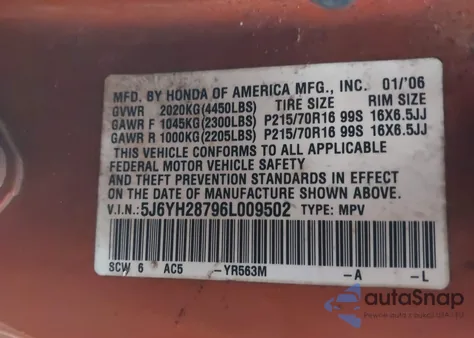 MFD. BY HONDA OF AMERICA MFG., INC. 01/'06
GVWR 2020KG(4450LBS) TIRE SIZE RIM SIZE
GAWR F 1045KG(2300LBS) P215/70R16 99S 16X6.5JJ
GAWR R 1000KG(2205LBS) P215/70R16 99S 16X6.5JJ
THIS VEHICLE CONFORMS TO ALL APPLICABLE
FEDERAL MOTOR VEHICLE SAFETY
AND THEFT PREVENTION STANDARDS IN EFFECT
ON THE DATE OF MANUFACTURE SHOWN ABOVE.
V.I.N.: 5J6YH28796L009502 TYPE: MPV
SCW 6 AC5 -YR563M -A -L
autoSnap